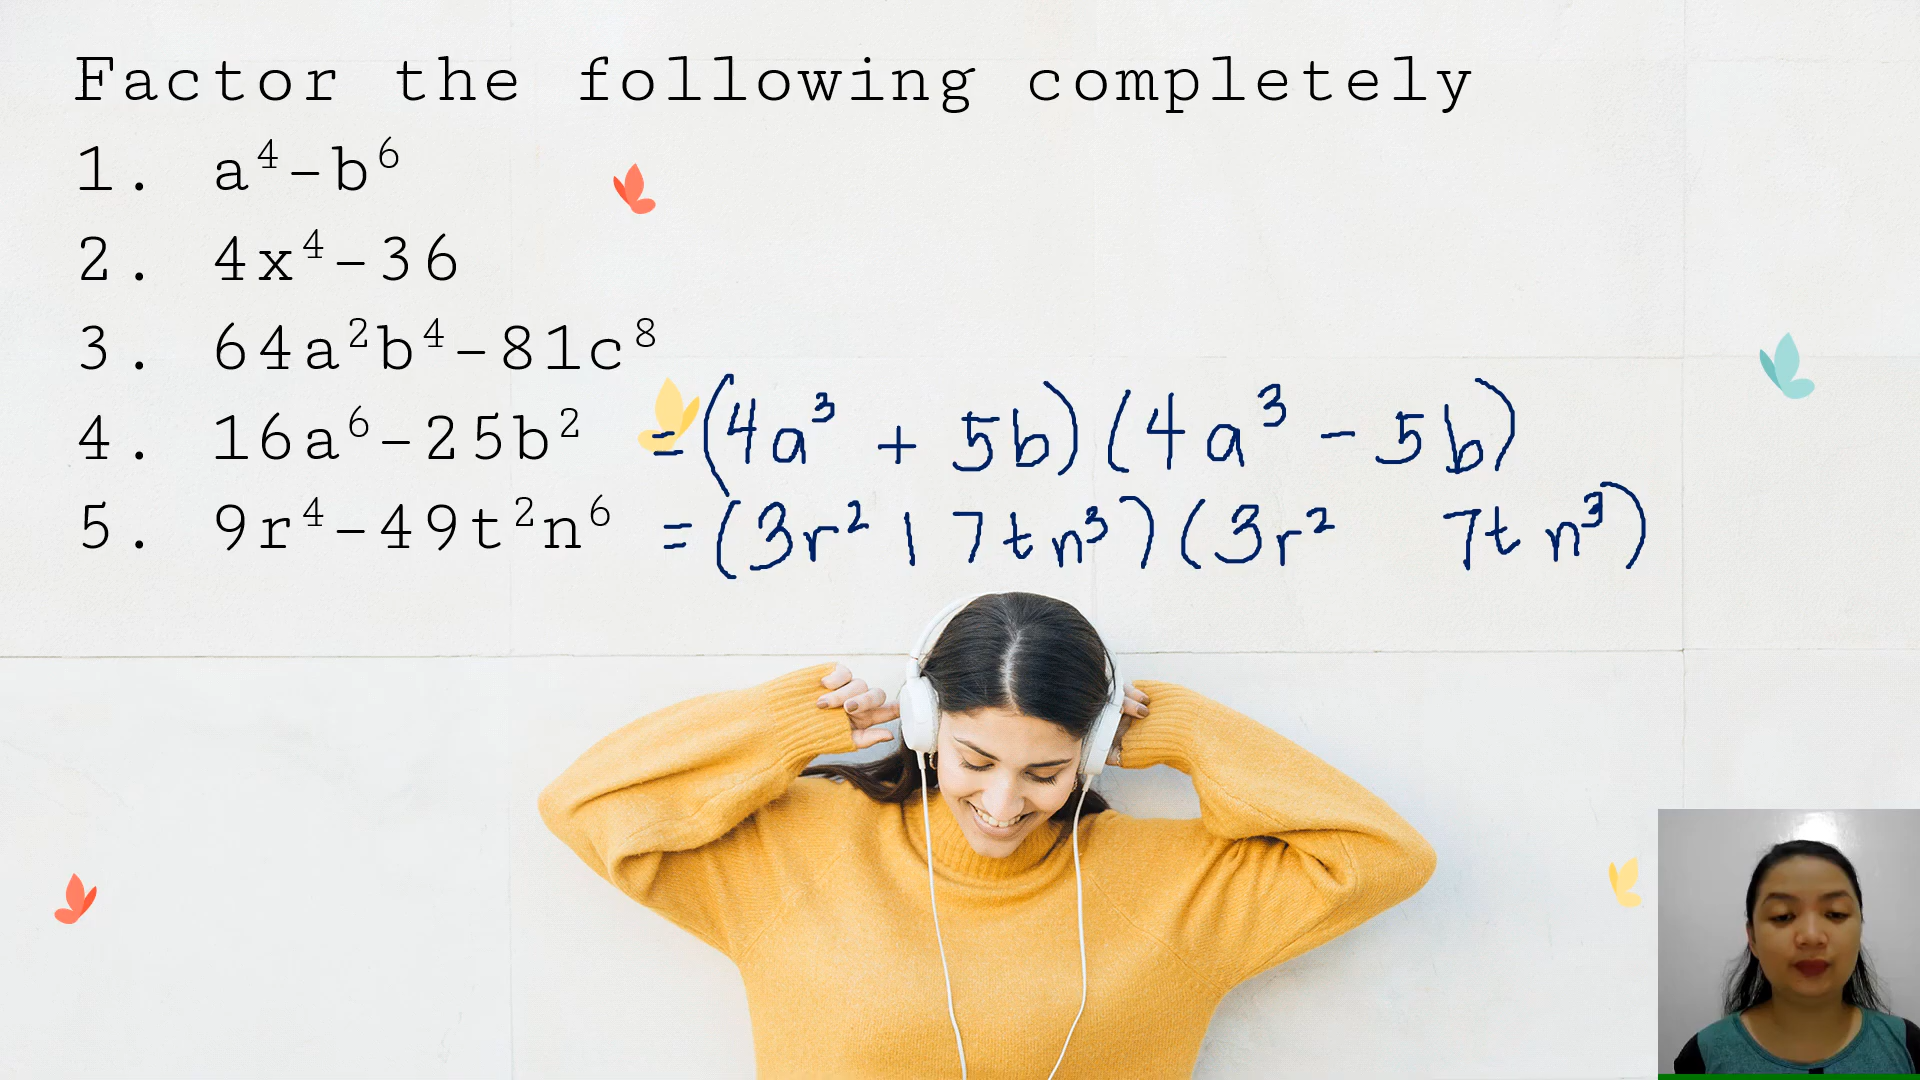 Factor the following completely
1. a⁴-b⁶
2. 4x⁴-36
3. 64a²b⁴-81c⁸
4. 16a⁶-25b² =(4a³ + 5b)(4a³ - 5b)
5. 9r⁴-49t²n⁶ =(3r² | 7tn³)(3r² 7tn³)